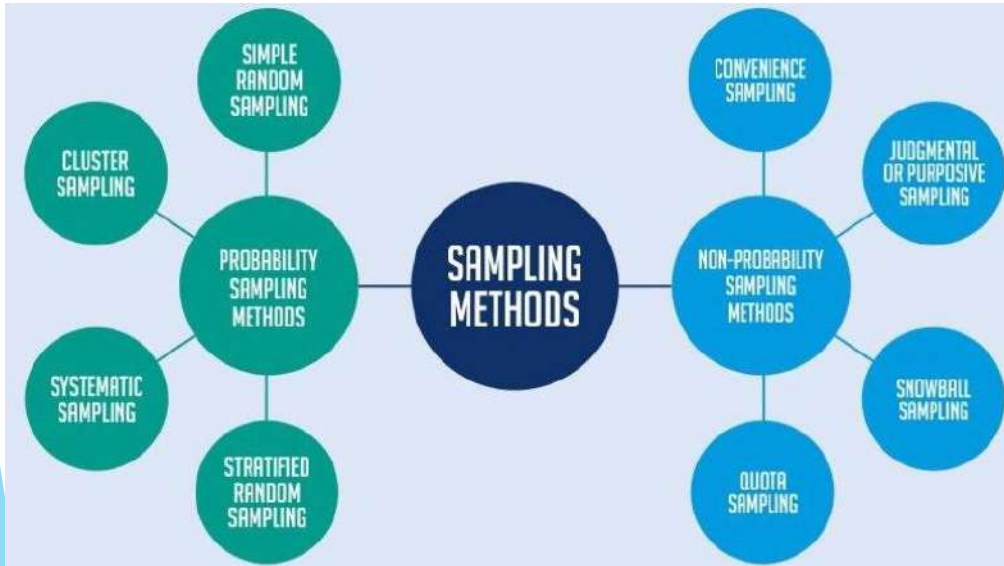 SIMPLE
RANDOM
SAMPLING
CLUSTER
SAMPLING
PROBABILITY
SAMPLING
METHODS
SYSTEMATIC
SAMPLING
STRATIFIED
RANDOM
SAMPLING
SAMPLING
METHODS
CONVENIENCE
SAMPLING
JUDGMENTAL
OR PURPOSIVE
SAMPLING
NON-PROBABILITY
SAMPLING
METHODS
SNOWBALL
SAMPLING
QUOTA
SAMPLING